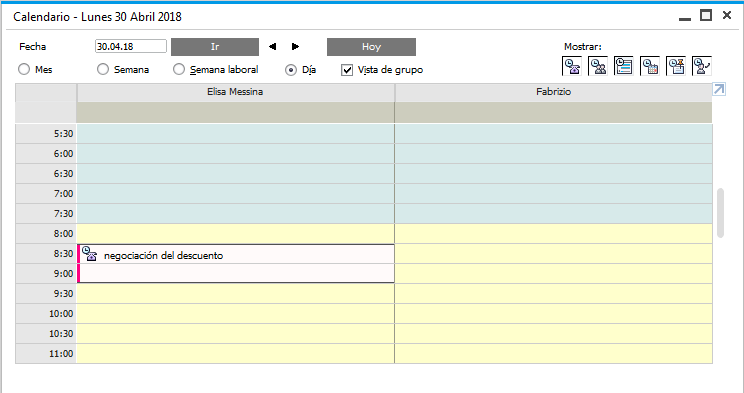 Calendario - Lunes 30 Abril 2018
Fecha 30.04.18 Ir Hoy Mostrar:
Mes Semana Semana laboral Día Vista de grupo
Elisa Messina Fabrizio
5:30
6:00
6:30
7:00
7:30
8:00
8:30 negociación del descuento
9:00
9:30
10:00
10:30
11:00